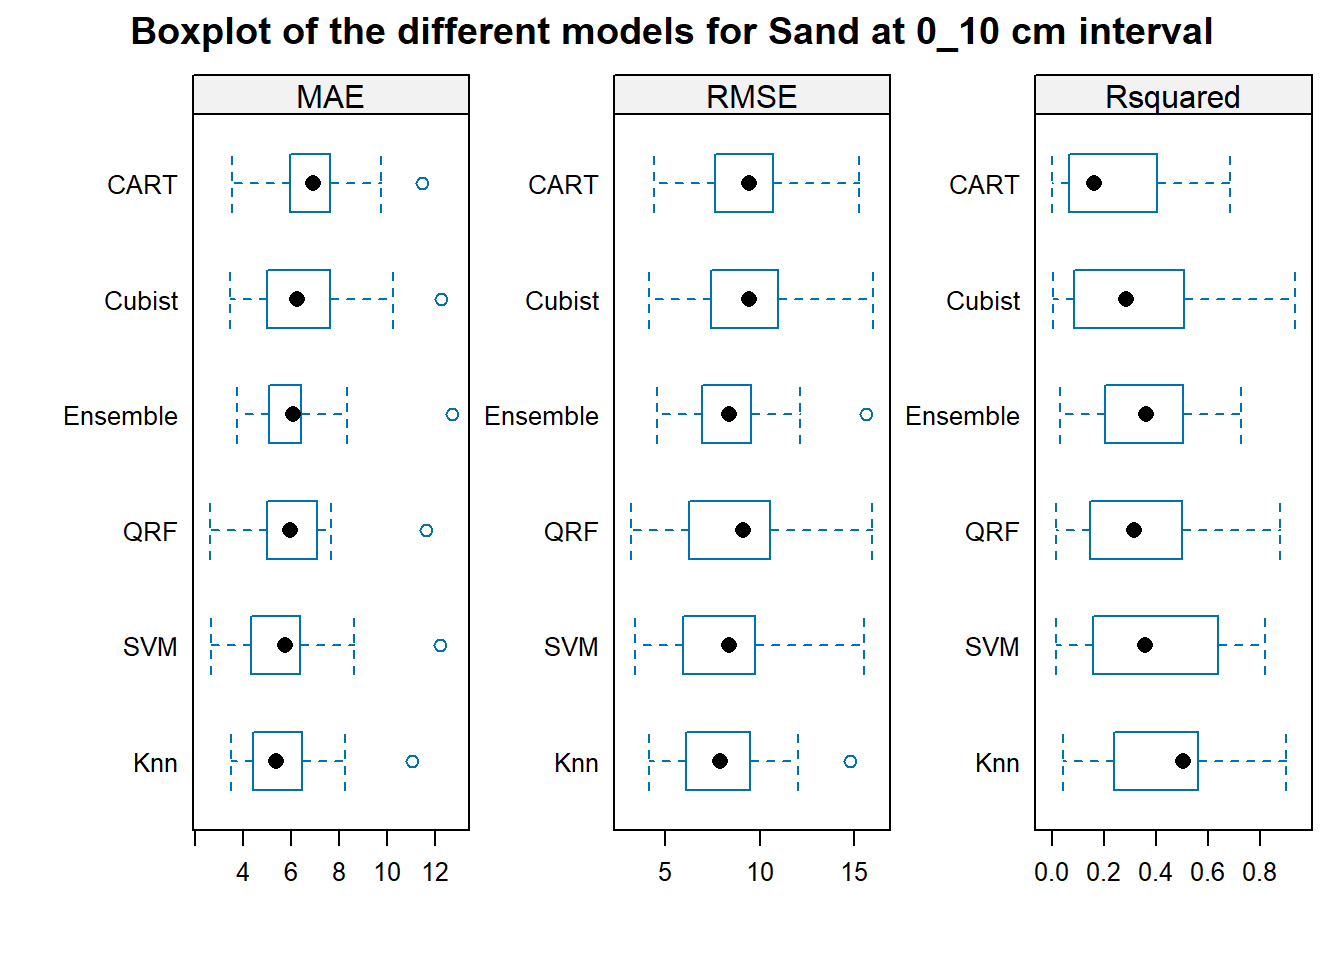 Boxplot of the different models for Sand at 0_10 cm interval
MAE
RMSE
Rsquared
CART
CART
CART
Cubist
Cubist
Cubist
Ensemble
Ensemble
Ensemble
QRF
QRF
QRF
SVM
SVM
SVM
Knn
Knn
Knn
4 6 8 10 12
5 10 15
0.0 0.2 0.4 0.6 0.8